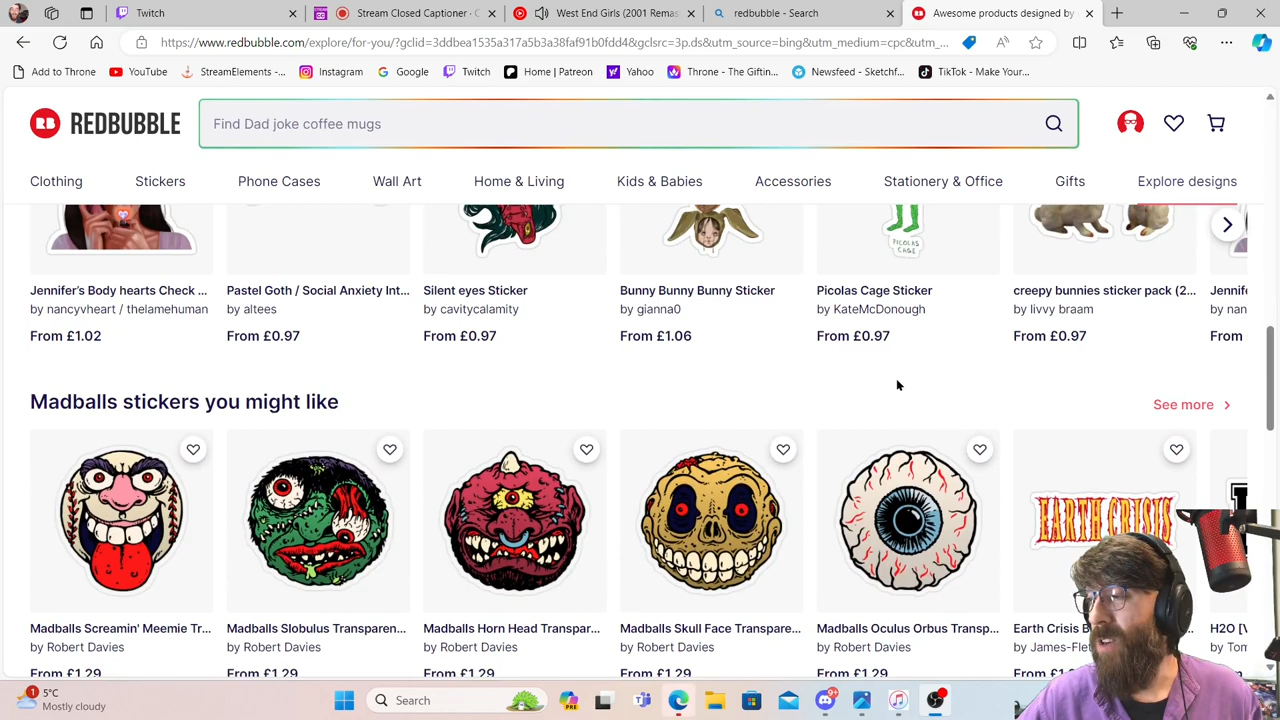 Twitch
Stream Closed Captioner - C
West End Girls (2001 Remas
redbubble - Search
Awesome products designed by
https://www.redbubble.com/explore/for-you/?gclid=3ddbea1535a317a5b3a38faf91b0fdd4&gclsrc=3p.ds&utm_source=bing&utm_medium=cpc&utm_...
Add to Throne
YouTube
StreamElements - ...
Instagram
Google
Twitch
Home | Patreon
Yahoo
Throne - The Giftin...
Newsfeed - Sketchf...
TikTok - Make Your...
RB REDBUBBLE
Find Dad joke coffee mugs
Clothing
Stickers
Phone Cases
Wall Art
Home & Living
Kids & Babies
Accessories
Stationery & Office
Gifts
Explore designs
PICOLAS
CAGE
Jennifer's Body hearts Check ...
Pastel Goth / Social Anxiety Int...
Silent eyes Sticker
Bunny Bunny Bunny Sticker
Picolas Cage Sticker
creepy bunnies sticker pack (2...
Jennif
by nancyvheart / thelamehuman
by altees
by cavitycalamity
by gianna0
by KateMcDonough
by livvy braam
by nan
From £1.02
From £0.97
From £0.97
From £1.06
From £0.97
From £0.97
From
Madballs stickers you might like
See more
EARTH CRISIS
Madballs Screamin' Meemie Tr...
Madballs Slobulus Transparen...
Madballs Horn Head Transpar...
Madballs Skull Face Transpare...
Madballs Oculus Orbus Transp...
Earth Crisis B
H2O [V
by Robert Davies
by Robert Davies
by Robert Davies
by Robert Davies
by Robert Davies
by James-Flet
by Tom
From £1.29
From £1.29
From £1.29
From £1.29
From £1.29
1
5°C
Mostly cloudy
Search
PRE